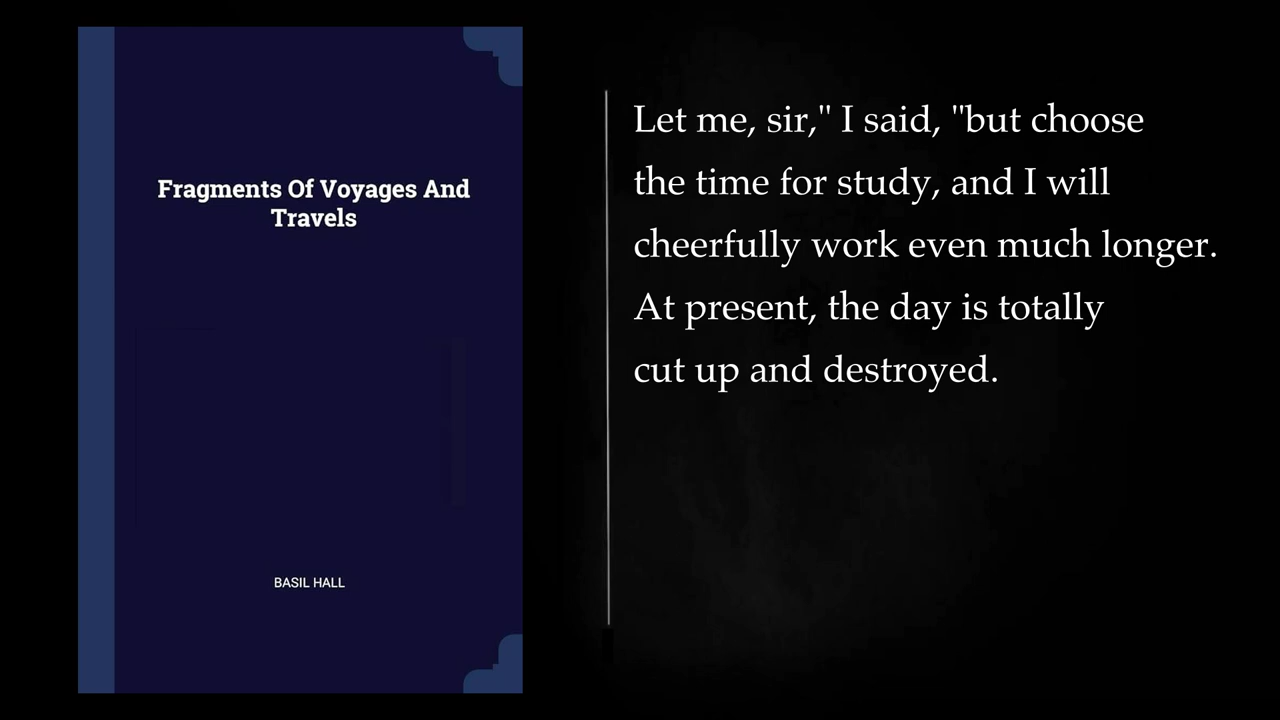 Fragments Of Voyages And
Travels
BASIL HALL
Let me, sir," I said, "but choose
the time for study, and I will
cheerfully work even much longer.
At present, the day is totally
cut up and destroyed.